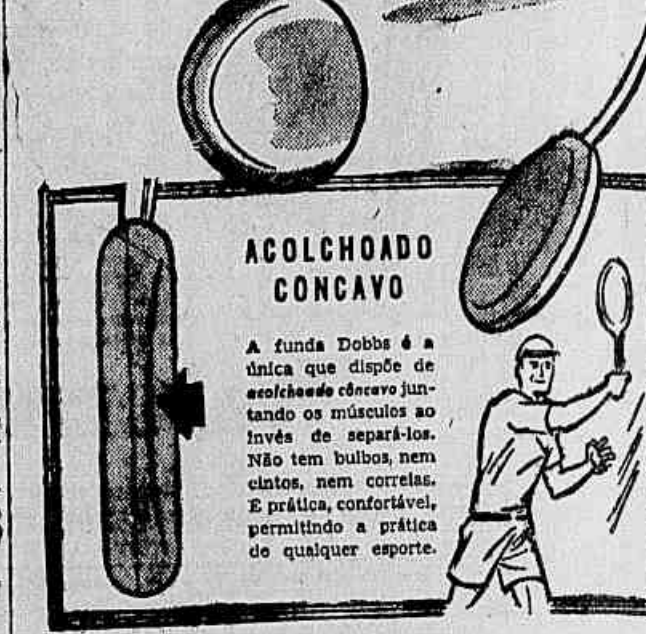 ACOLCHOADO
CONCAVO
A funda Dobbs é a
única que dispõe de
acolchoado côncavo jun-
tando os músculos ao
invés de separá-los.
Não tem bulbos, nem
cintos, nem correias.
E prática, confortável,
permitindo a prática
de qualquer esporte.